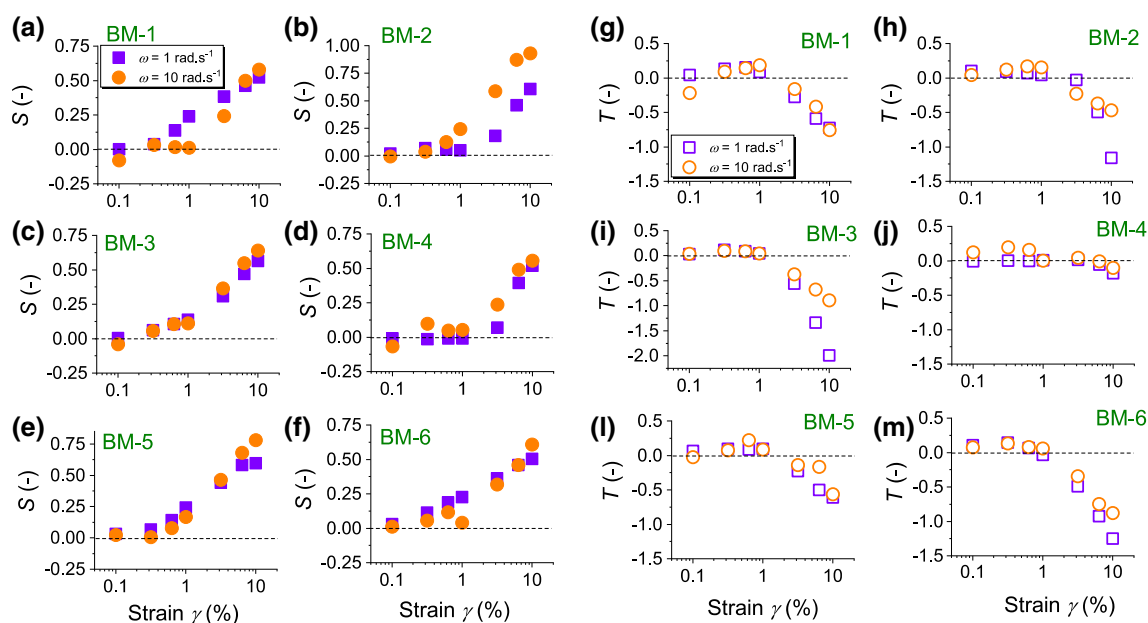 (a) BM-1
ω = 1 rad.s⁻¹
ω = 10 rad.s⁻¹
S (-)
0.75
0.50
0.25
0.00
-0.25
0.1 1 10
(b) BM-2
S (-)
1.00
0.75
0.50
0.25
0.00
-0.25
0.1 1 10
(g) BM-1
T (-)
0.5
0.0
-0.5
-1.0
-1.5
ω = 1 rad.s⁻¹
ω = 10 rad.s⁻¹
0.1 1 10
(h) BM-2
T (-)
0.5
0.0
-0.5
-1.0
-1.5
0.1 1 10
(c) BM-3
S (-)
0.75
0.50
0.25
0.00
-0.25
0.1 1 10
(d) BM-4
S (-)
0.75
0.50
0.25
0.00
-0.25
0.1 1 10
(i) BM-3
T (-)
0.5
0.0
-0.5
-1.0
-1.5
-2.0
0.1 1 10
(j) BM-4
T (-)
0.5
0.0
-0.5
-1.0
-1.5
0.1 1 10
(e) BM-5
S (-)
0.75
0.50
0.25
0.00
-0.25
0.1 1 10
Strain γ (%)
(f) BM-6
S (-)
0.75
0.50
0.25
0.00
-0.25
0.1 1 10
Strain γ (%)
(l) BM-5
T (-)
0.5
0.0
-0.5
-1.0
-1.5
0.1 1 10
Strain γ (%)
(m) BM-6
T (-)
0.5
0.0
-0.5
-1.0
-1.5
0.1 1 10
Strain γ (%)